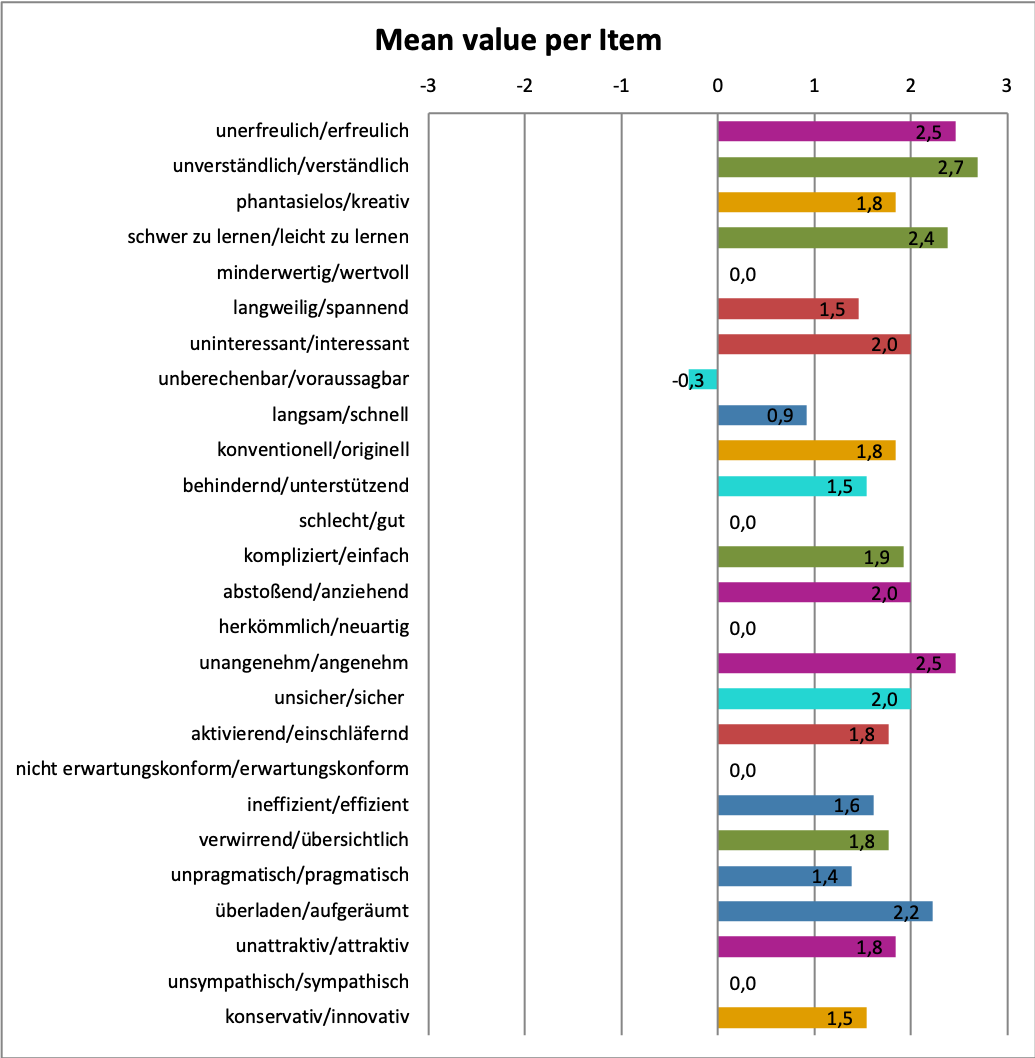 Mean value per Item
-3 -2 -1 0 1 2 3
unerfreulich/erfreulich 2,5
unverständlich/verständlich 2,7
phantasielos/kreativ 1,8
schwer zu lernen/leicht zu lernen 2,4
minderwertig/wertvoll 0,0
langweilig/spannend 1,5
uninteressant/interessant 2,0
unberechenbar/voraussagbar -0,3
langsam/schnell 0,9
konventionell/originell 1,8
behindernd/unterstützend 1,5
schlecht/gut 0,0
kompliziert/einfach 1,9
abstoßend/anziehend 2,0
herkömmlich/neuartig 0,0
unangenehm/angenehm 2,5
unsicher/sicher 2,0
aktivierend/einschläfernd 1,8
nicht erwartungskonform/erwartungskonform 0,0
ineffizient/effizient 1,6
verwirrend/übersichtlich 1,8
unpragmatisch/pragmatisch 1,4
überladen/aufgeräumt 2,2
unattraktiv/attraktiv 1,8
unsympathisch/sympathisch 0,0
konservativ/innovativ 1,5